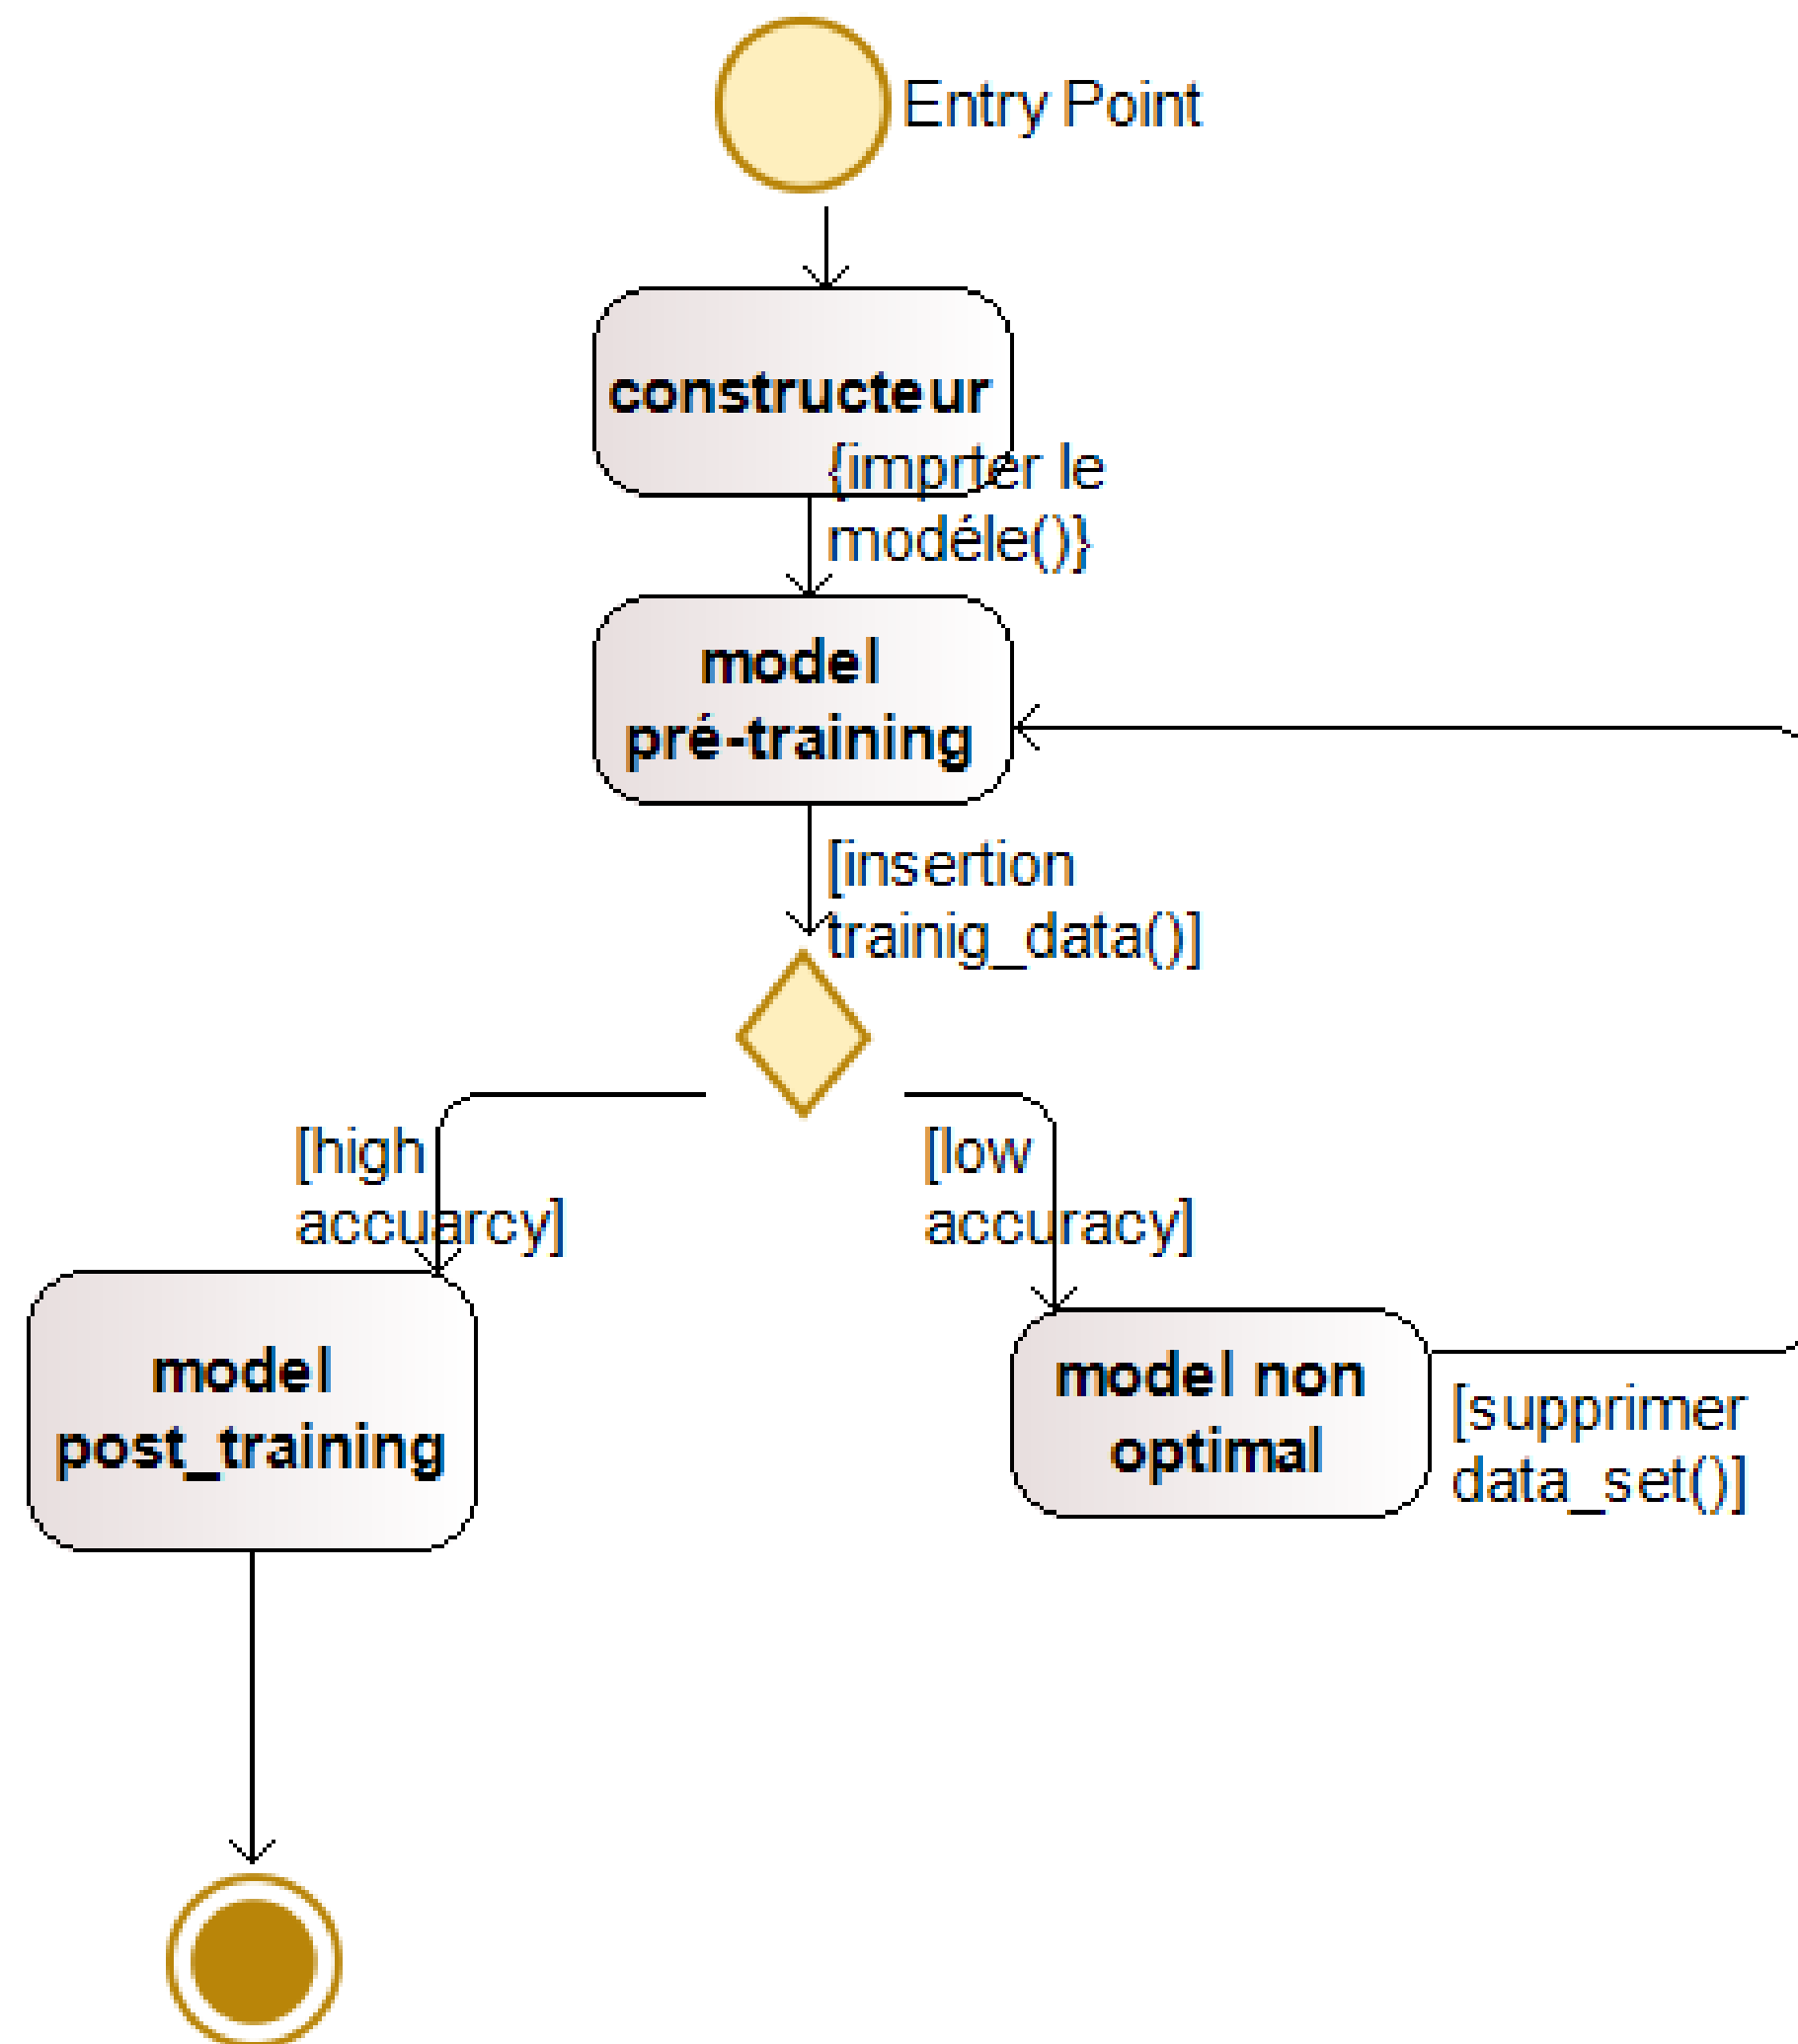 Entry Point
constructeur
{imprter le
modéle()}
model
pré-training
[insertion
trainig_data()]
[high
accuarcy]
[low
accuracy]
model
post_training
model non
optimal
[supprimer
data_set()]